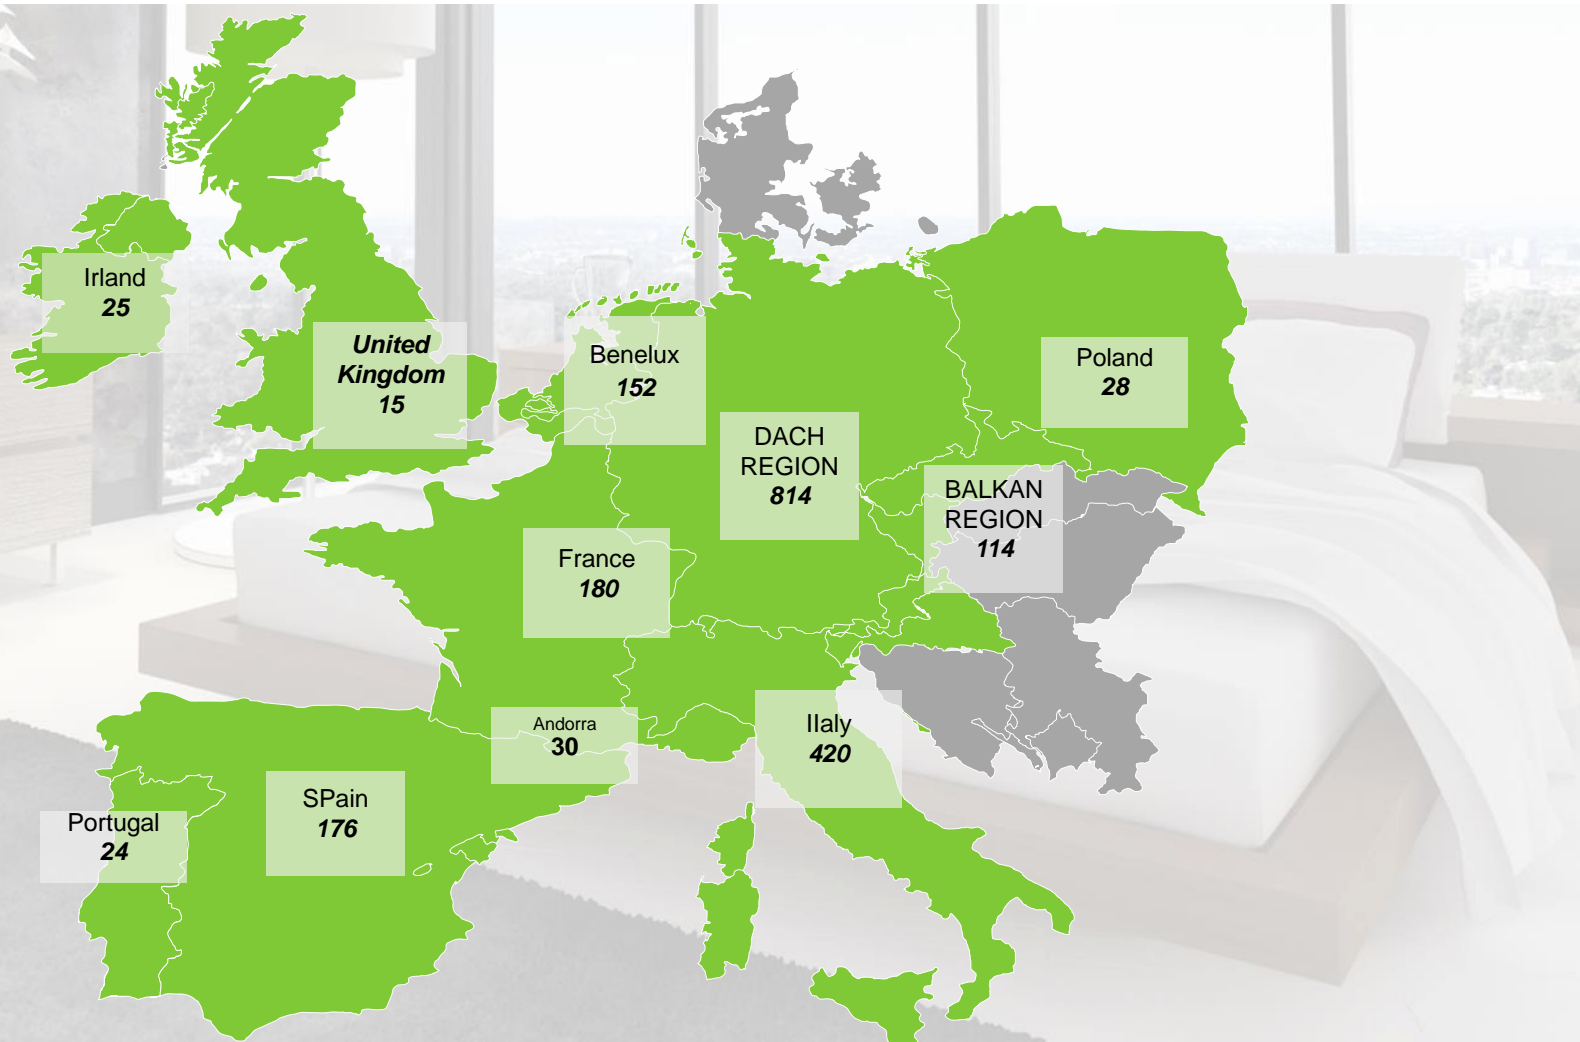 Irland
25
United
Kingdom
15
Benelux
152
Poland
28
DACH
REGION
814
BALKAN
REGION
114
France
180
Andorra
30
IIaly
420
SPain
176
Portugal
24